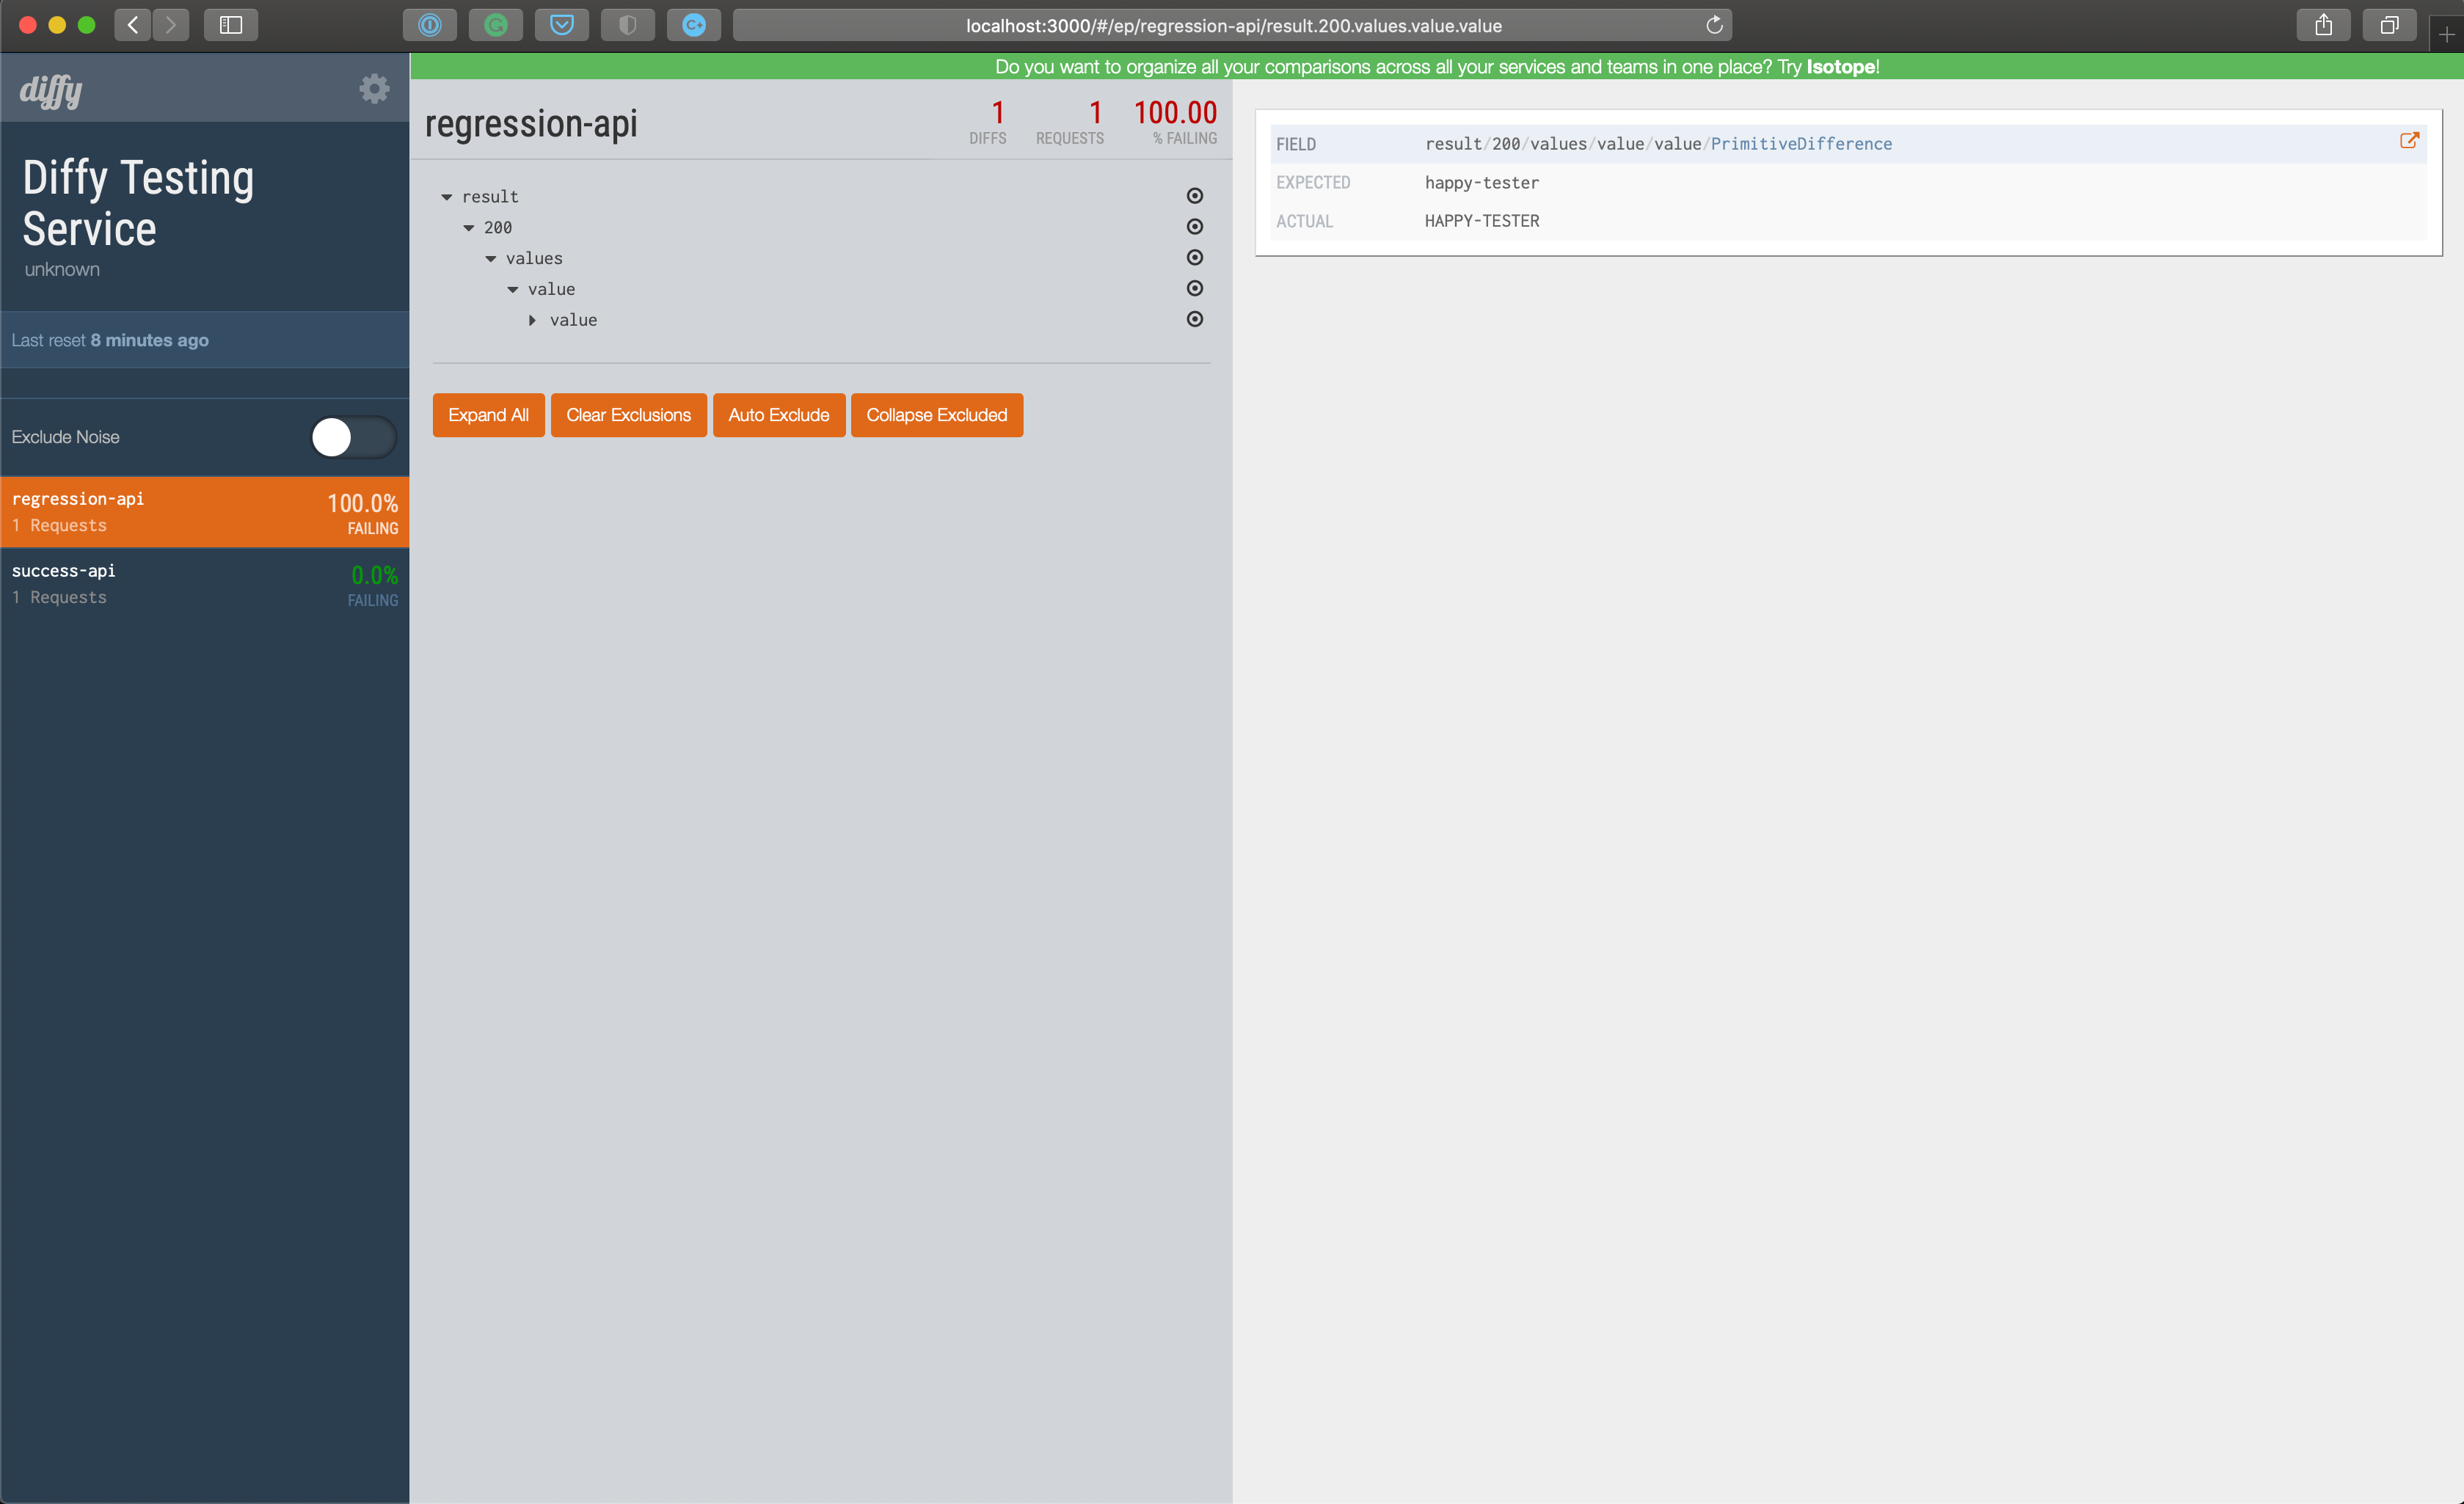 localhost:3000/#/ep/regression-api/result.200.values.value.value
Do you want to organize all your comparisons across all your services and teams in one place? Try Isotope!
diffy
Diffy Testing
Service
unknown
Last reset 8 minutes ago
Exclude Noise
regression-api
100.0%
1 Requests
FAILING
success-api
0.0%
1 Requests
FAILING
regression-api
1
DIFFS
1
REQUESTS
100.00
% FAILING
result
200
values
value
value
Expand All
Clear Exclusions
Auto Exclude
Collapse Excluded
FIELD result/200/values/value/value/PrimitiveDifference
EXPECTED happy-tester
ACTUAL HAPPY-TESTER